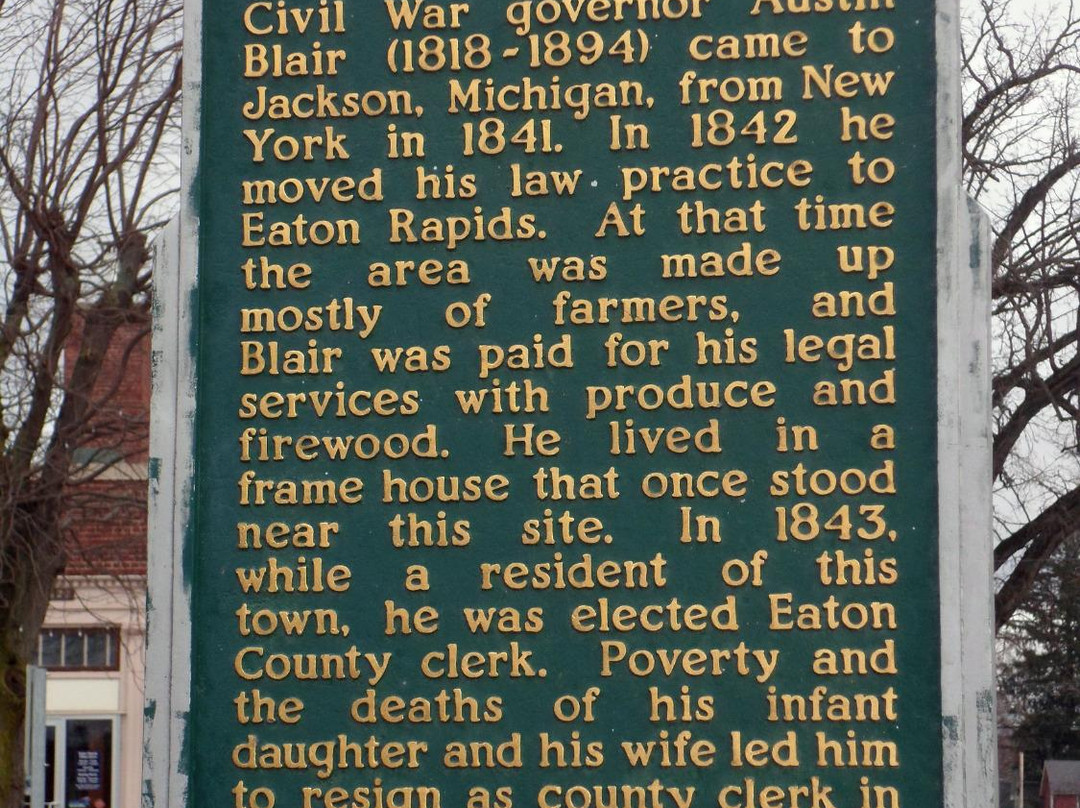 Civil War governor Austin
Blair (1818-1894) came to
Jackson, Michigan, from New
York in 1841. In 1842 he
moved his law practice to
Eaton Rapids. At that time
the area was made up
mostly of farmers, and
Blair was paid for his legal
services with produce and
firewood. He lived in a
frame house that once stood
near this site. In 1843,
while a resident of this
town, he was elected Eaton
County clerk. Poverty and
the deaths of his infant
daughter and his wife led him
to resign as county clerk in